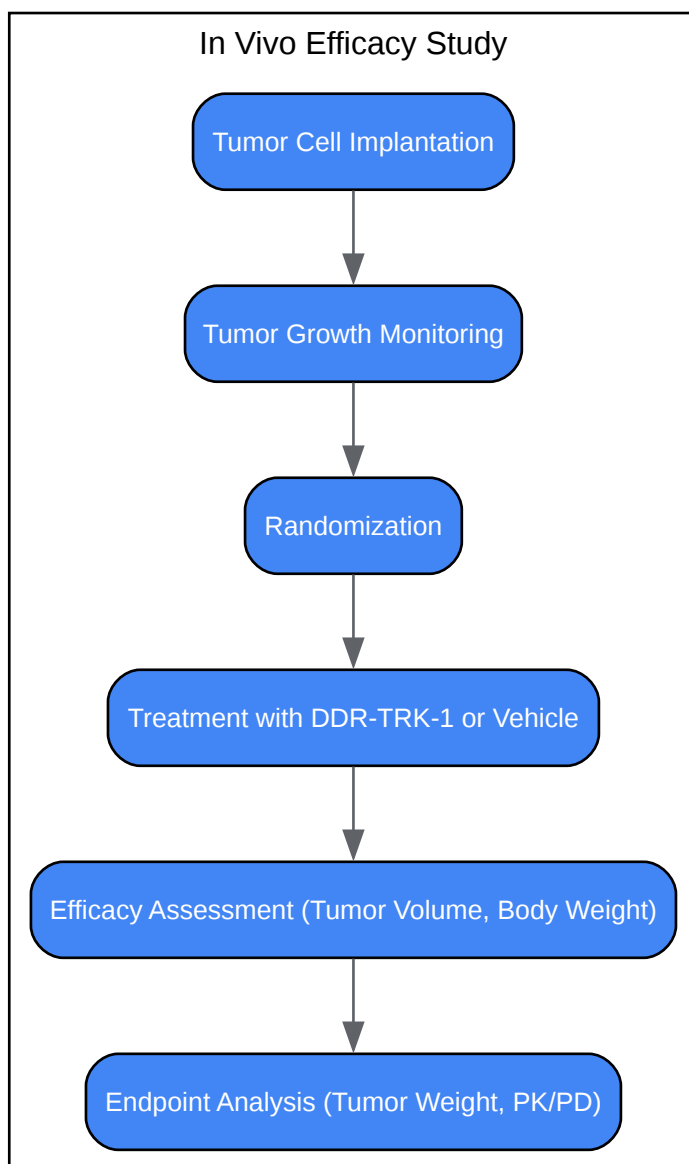 In Vivo Efficacy Study
Tumor Cell Implantation
Tumor Growth Monitoring
Randomization
Treatment with DDR-TRK-1 or Vehicle
Efficacy Assessment (Tumor Volume, Body Weight)
Endpoint Analysis (Tumor Weight, PK/PD)